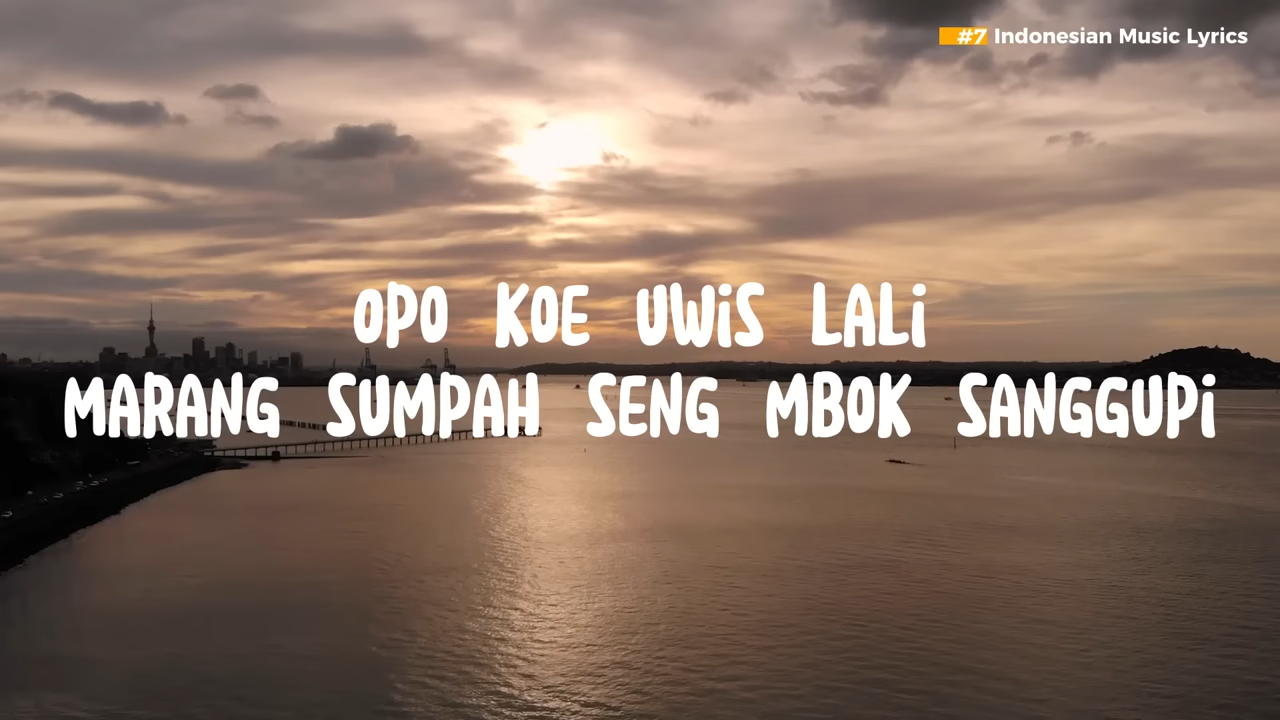 #7 Indonesian Music Lyrics
OPO KOE UWiS LALi
MARANG SUMPAH SENG MBOK SANGGUPi